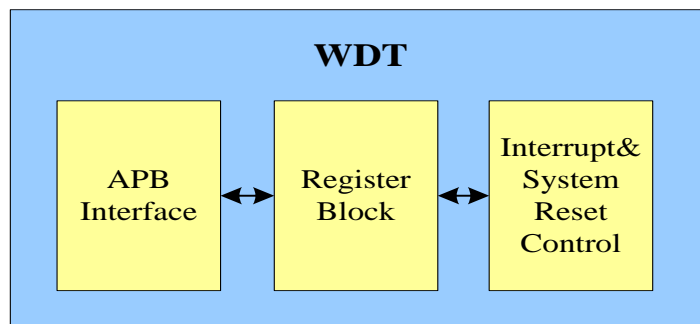 WDT
APB
Interface
Register
Block
Interrupt&
System
Reset
Control